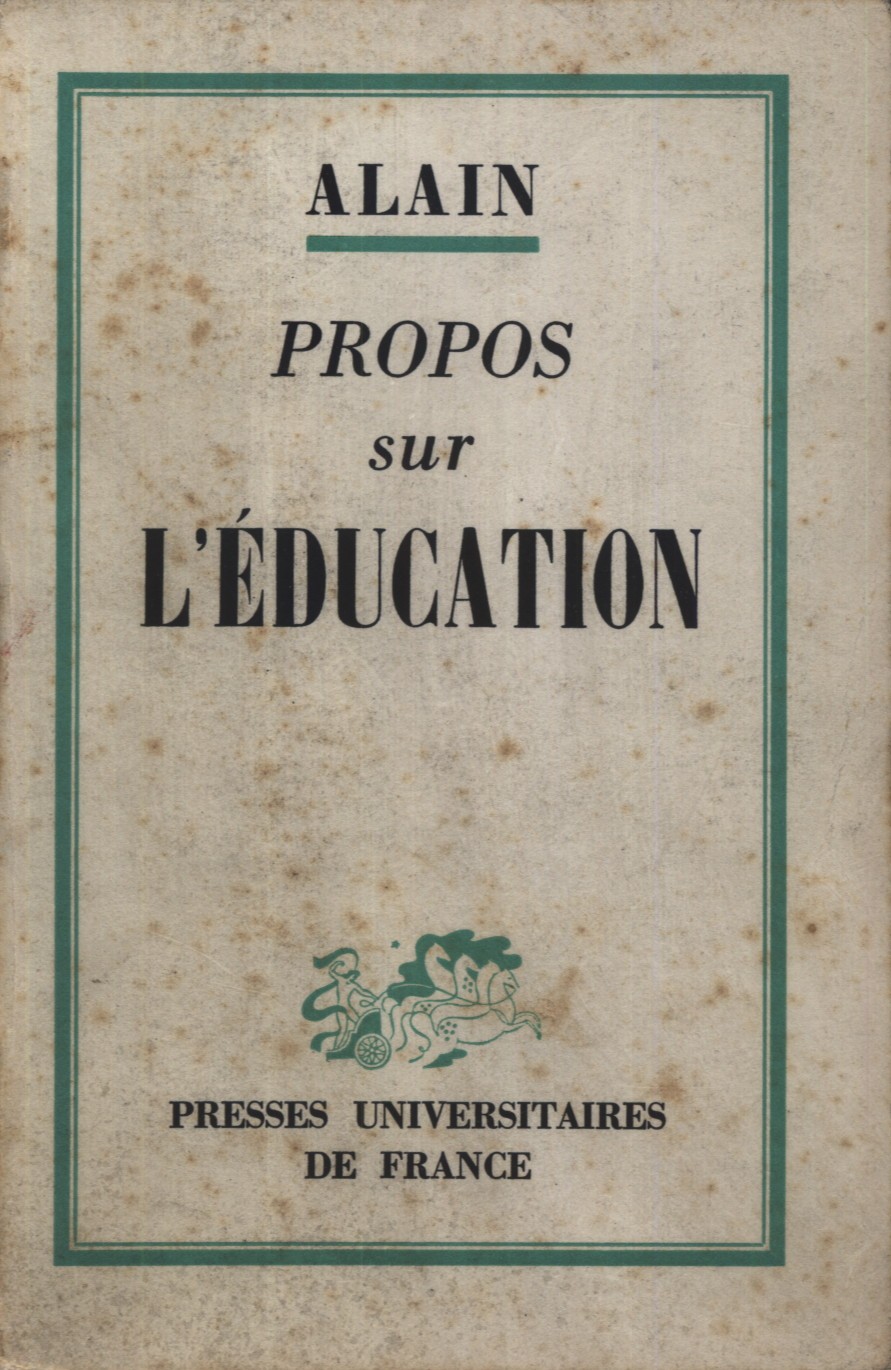 ALAIN
PROPOS
sur
L'ÉDUCATION
PRESSES UNIVERSITAIRES
DE FRANCE